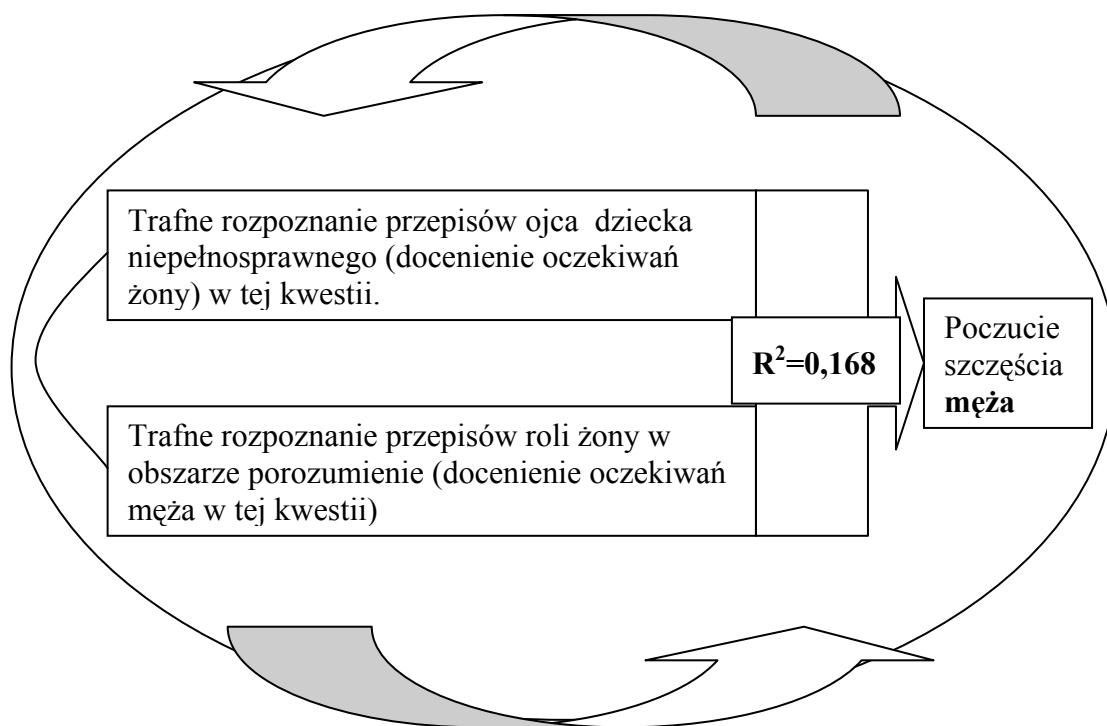 Trafne rozpoznanie przepisów ojca dziecka
niepełnosprawnego (docenienie oczekiwań
żony) w tej kwestii.
R²=0,168
Poczucie
szczęścia
męża
Trafne rozpoznanie przepisów roli żony w
obszarze porozumienie (docenienie oczekiwań
męża w tej kwestii)